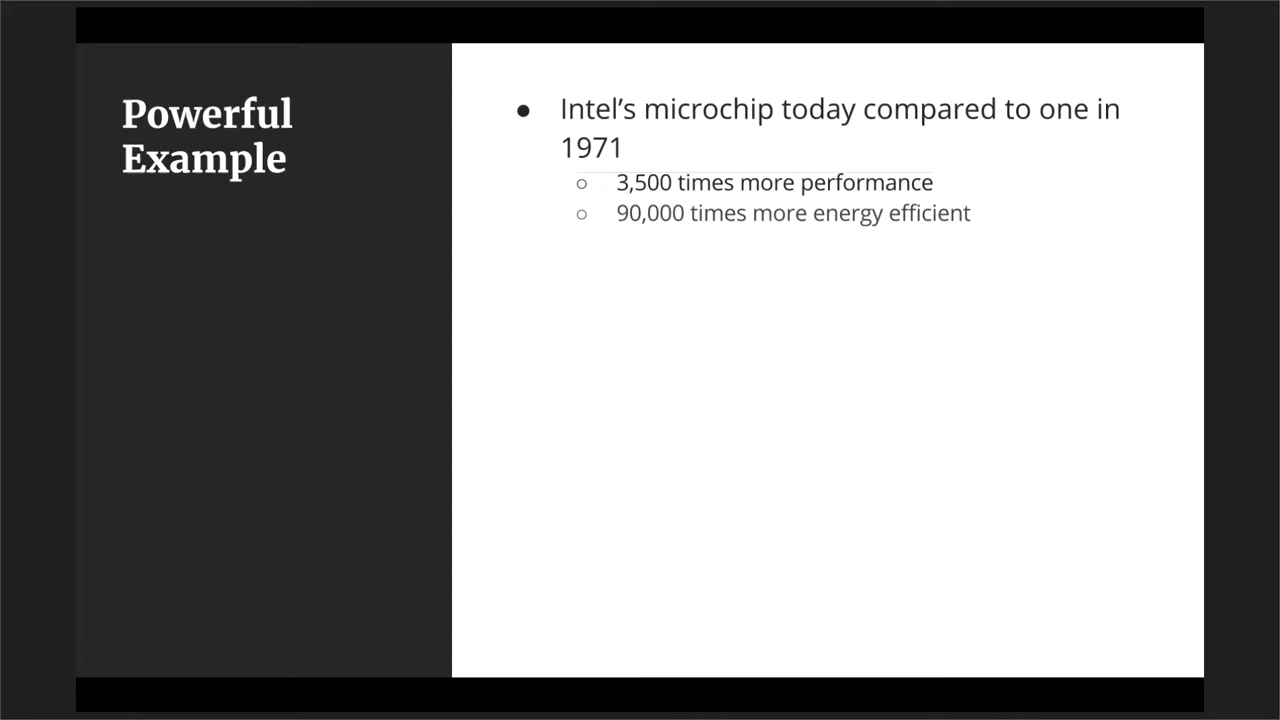 Powerful
Example
● Intel’s microchip today compared to one in
1971
○ 3,500 times more performance
○ 90,000 times more energy efficient